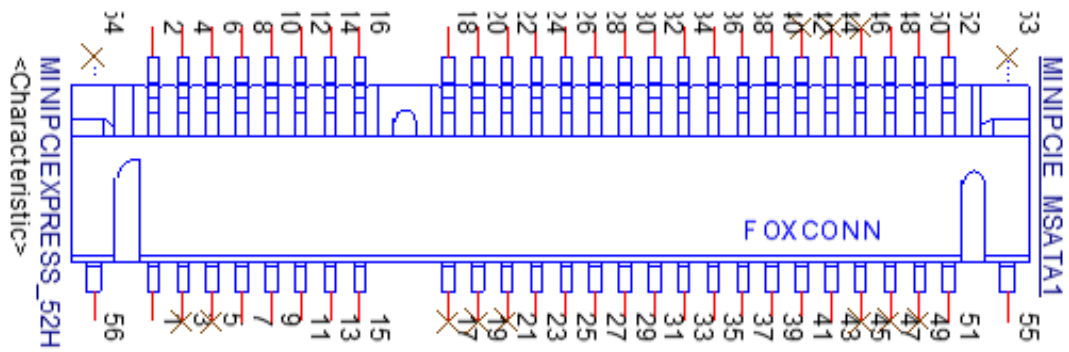 54 2 4 6 8 10 12 14 16 18 20 22 24 26 28 30 32 34 36 38 40 42 44 46 48 50 52 53
MINIPCIE_MSATA1
FOXCONN
56 1 3 5 7 9 11 13 15 17 19 21 23 25 27 29 31 33 35 37 39 41 43 45 47 49 51 55
MINIPCIEXPRESS_52H
<Characteristic>